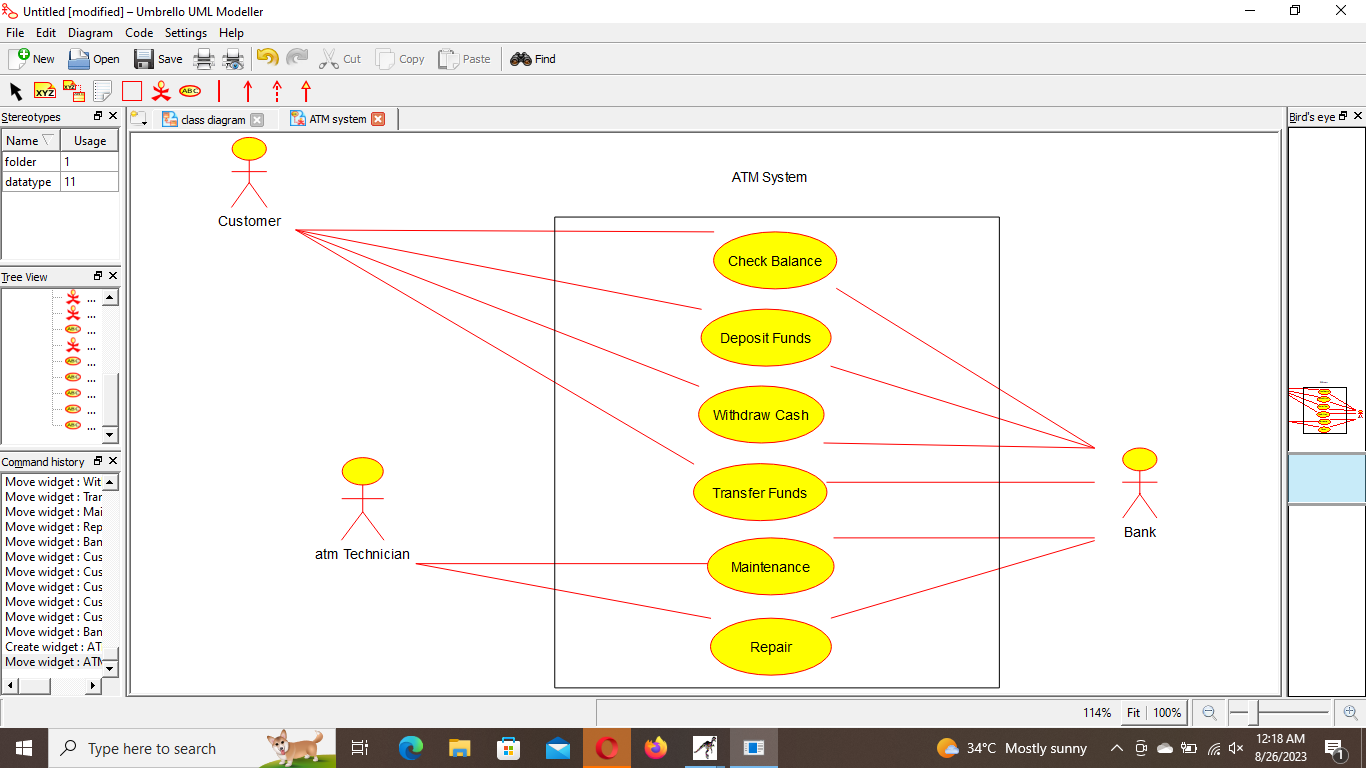 Untitled [modified] – Umbrello UML Modeller
File Edit Diagram Code Settings Help
New Open Save Cut Copy Paste Find
XYZ XYZ ABC
Stereotypes
Name Usage
folder 1
datatype 11
Tree View
ABC ...
Command history
Move widget : Wit
Move widget : Trar
Move widget : Mai
Move widget : Rep
Move widget : Ban
Move widget : Cus
Move widget : Cus
Move widget : Cus
Move widget : Cus
Move widget : Cus
Move widget : Ban
Create widget : AT
Move widget : ATM
class diagram ATM system
ATM System
Customer
Check Balance
Deposit Funds
Withdraw Cash
Transfer Funds
Maintenance
Repair
atm Technician
Bank
Bird's eye
114% Fit 100%
Type here to search
34°C Mostly sunny
12:18 AM
8/26/2023
1